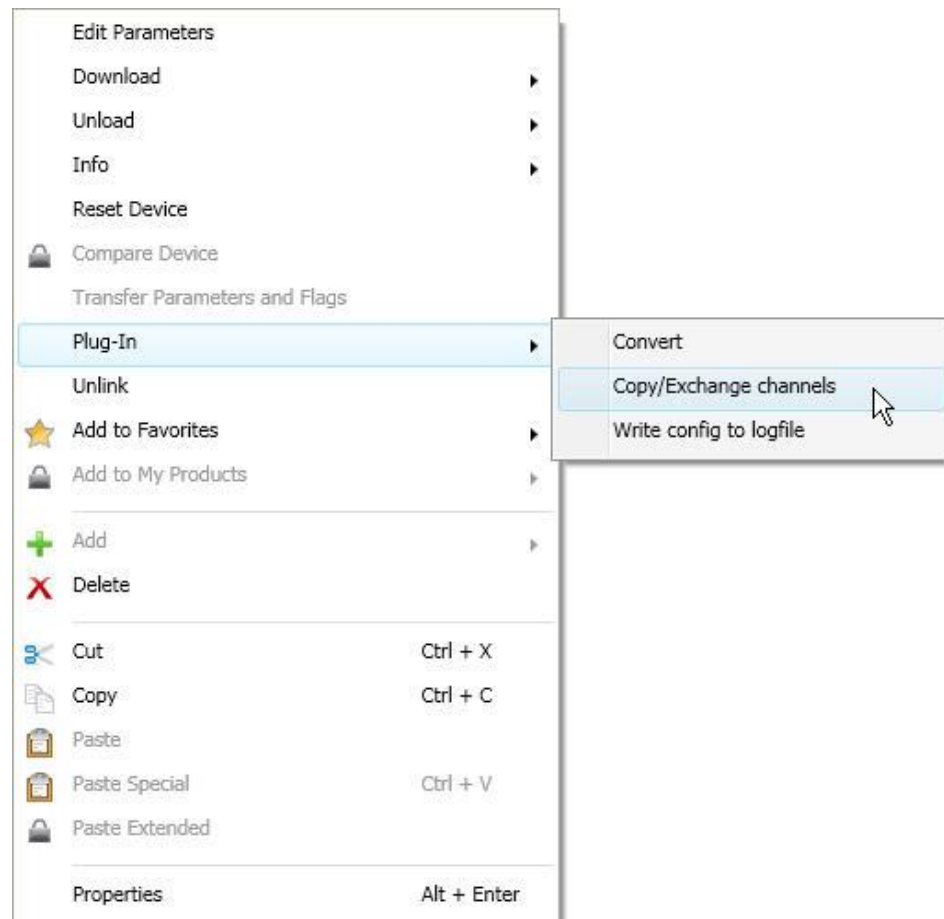 Edit Parameters
Download
Unload
Info
Reset Device
Compare Device
Transfer Parameters and Flags
Plug-In
Convert
Unlink
Copy/Exchange channels
Add to Favorites
Write config to logfile
Add to My Products
Add
Delete
Cut Ctrl + X
Copy Ctrl + C
Paste
Paste Special Ctrl + V
Paste Extended
Properties Alt + Enter